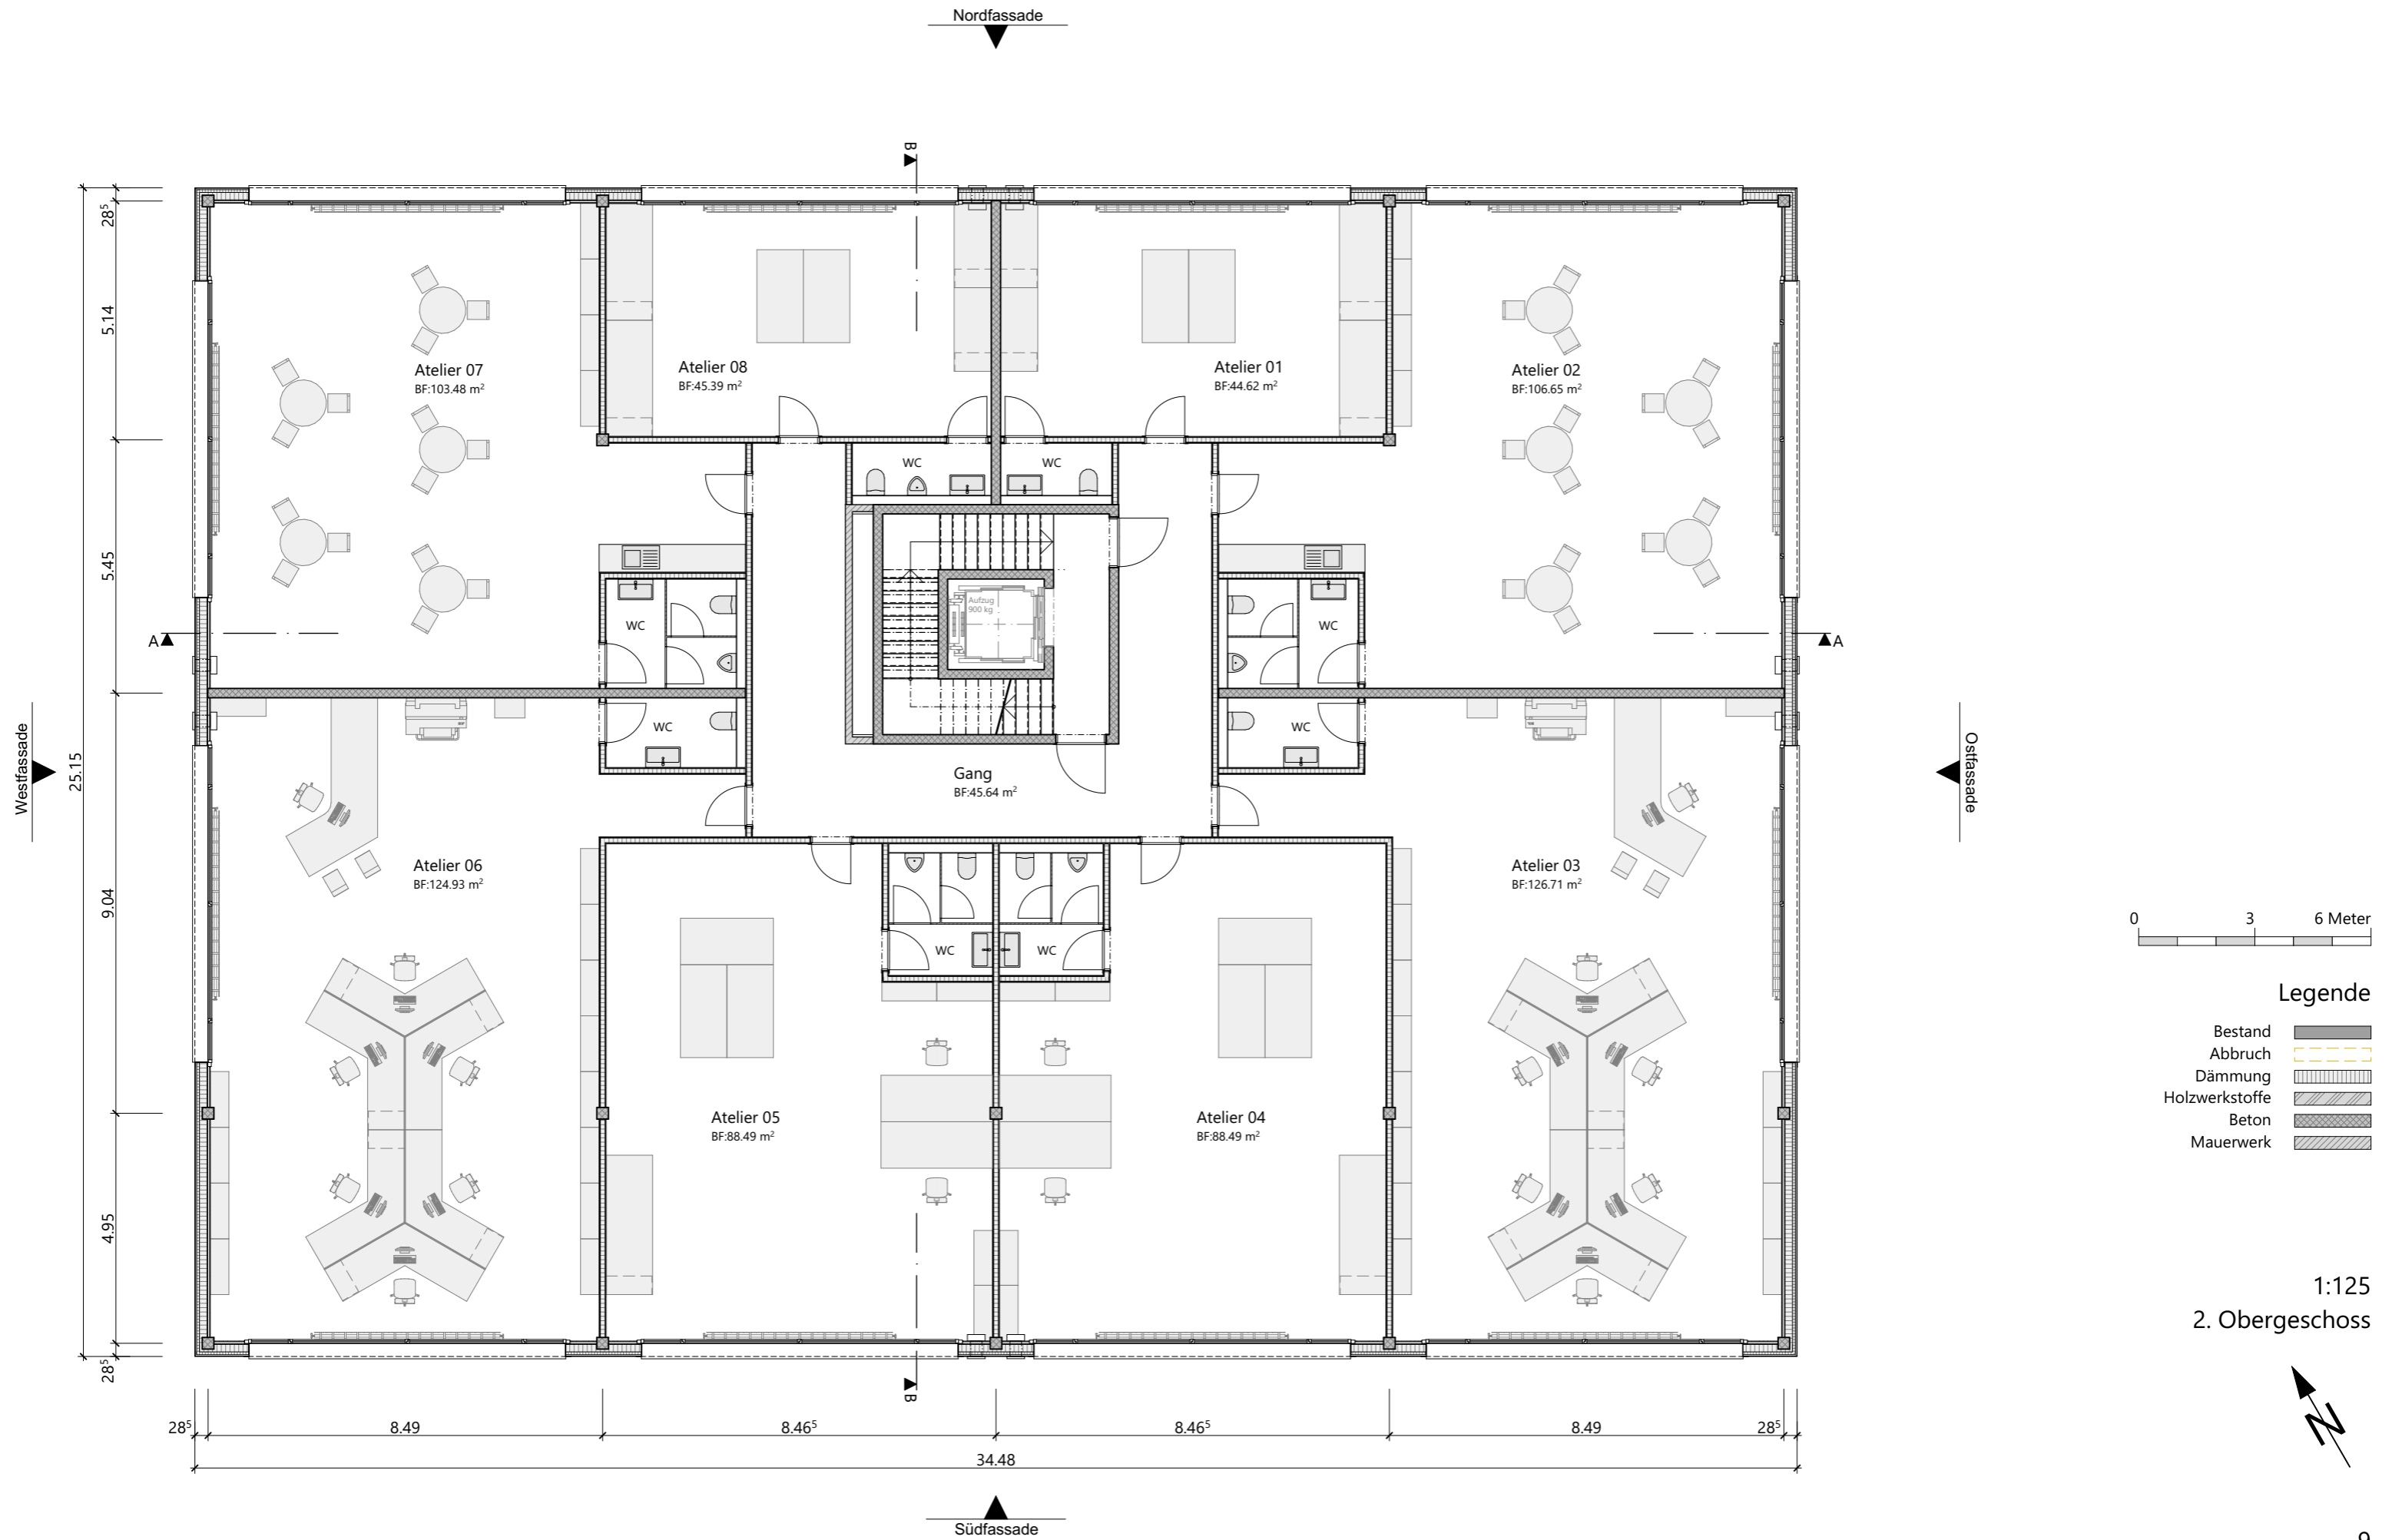 Nordfassade
B
28⁵
5.14
5.45
9.04
4.95
28⁵
25.15
Westfassade
Ostfassade
Atelier 07
BF:103.48 m²
Atelier 08
BF:45.39 m²
Atelier 01
BF:44.62 m²
Atelier 02
BF:106.65 m²
WC
WC
Aufzug
900 kg
WC
WC
A
A
WC
WC
Gang
BF:45.64 m²
Atelier 06
BF:124.93 m²
Atelier 03
BF:126.71 m²
WC
WC
Atelier 05
BF:88.49 m²
Atelier 04
BF:88.49 m²
B
28⁵
8.49
8.46⁵
8.46⁵
8.49
28⁵
34.48
Südfassade
0 3 6 Meter
Legende
Bestand
Abbruch
Dämmung
Holzwerkstoffe
Beton
Mauerwerk
1:125
2. Obergeschoss
N
9